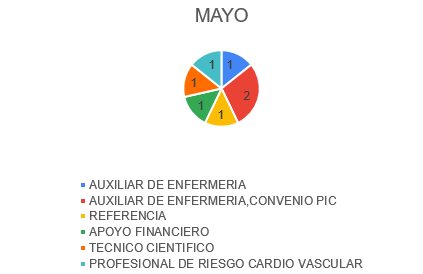 MAYO
1
1
2
1
1
1
AUXILIAR DE ENFERMERIA
AUXILIAR DE ENFERMERIA,CONVENIO PIC
REFERENCIA
APOYO FINANCIERO
TECNICO CIENTIFICO
PROFESIONAL DE RIESGO CARDIO VASCULAR